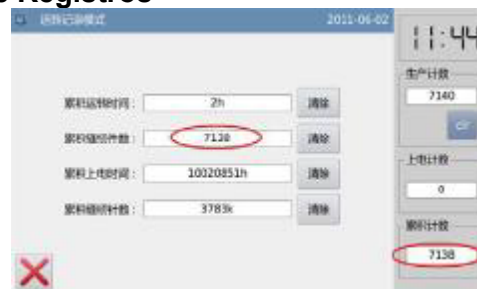 e Registros
运转记录模式 2011-06-02
11:44
生产计数
7140
clr
累积运转时间: 2h 清除
累积缝纫件数: 7138 清除
上电计数
0
累积上电时间: 10020851h 清除
累积缝纫针数: 3783k 清除
累积计数
7138